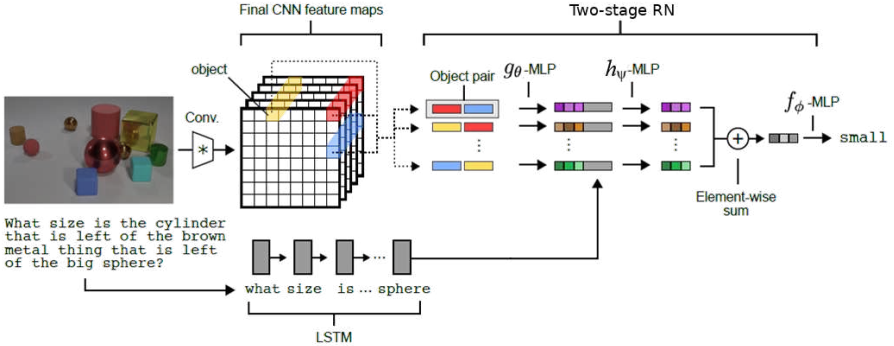 Final CNN feature maps
Two-stage RN
object
Object pair
gθ-MLP
hψ-MLP
fϕ-MLP
Conv.
*
+
small
Element-wise
sum
What size is the cylinder
that is left of the brown
metal thing that is left
of the big sphere?
what size is ... sphere
LSTM